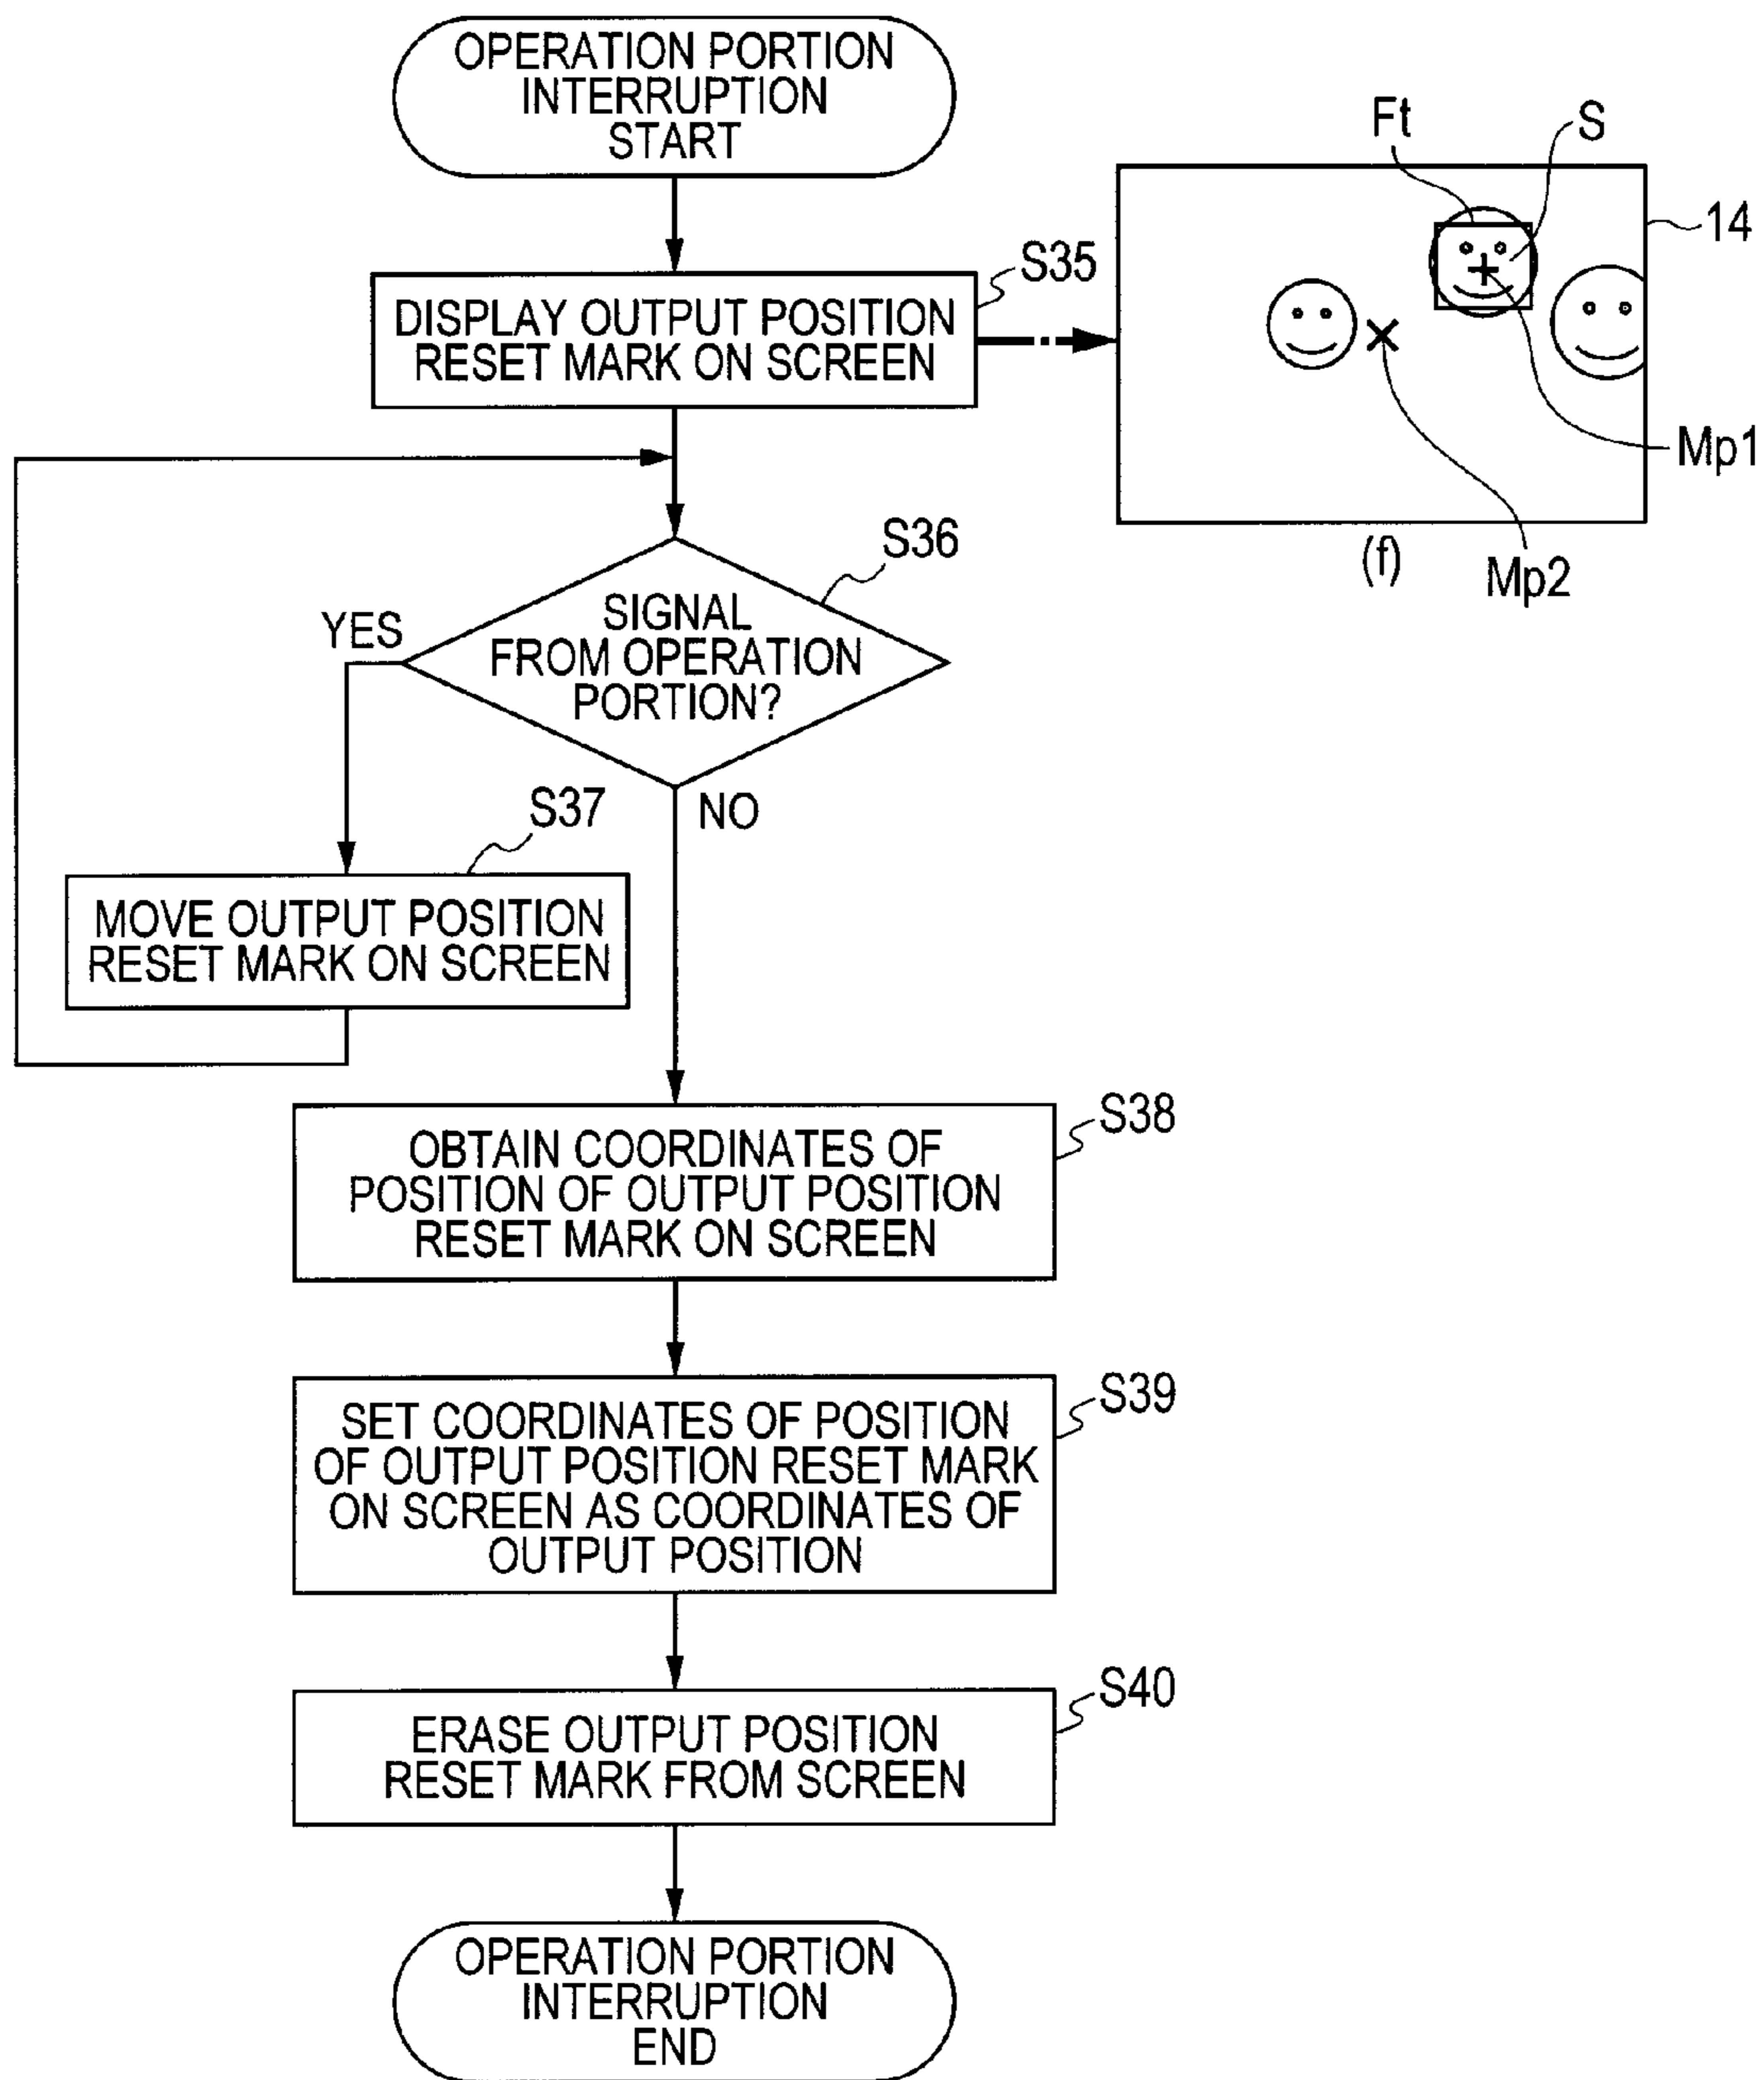 OPERATION PORTION
INTERRUPTION
START
Ft
S
14
S35
DISPLAY OUTPUT POSITION
RESET MARK ON SCREEN
Mp1
(f)
Mp2
S36
SIGNAL
FROM OPERATION
PORTION?
YES
NO
S37
MOVE OUTPUT POSITION
RESET MARK ON SCREEN
S38
OBTAIN COORDINATES OF
POSITION OF OUTPUT POSITION
RESET MARK ON SCREEN
S39
SET COORDINATES OF POSITION
OF OUTPUT POSITION RESET MARK
ON SCREEN AS COORDINATES OF
OUTPUT POSITION
S40
ERASE OUTPUT POSITION
RESET MARK FROM SCREEN
OPERATION PORTION
INTERRUPTION
END